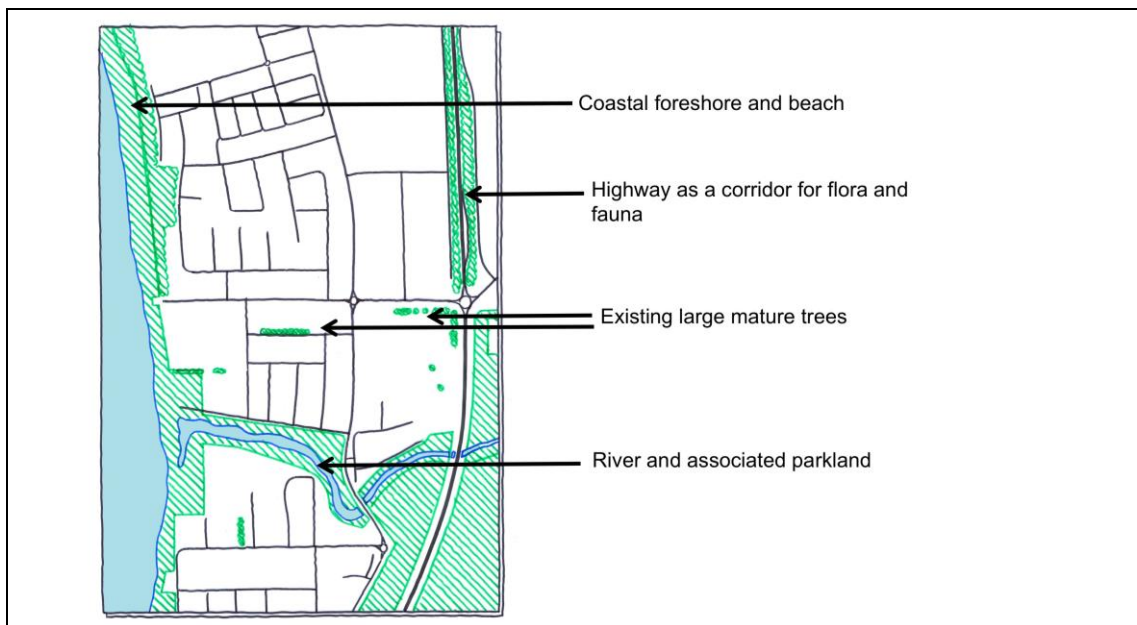 Coastal foreshore and beach
Highway as a corridor for flora and
fauna
Existing large mature trees
River and associated parkland